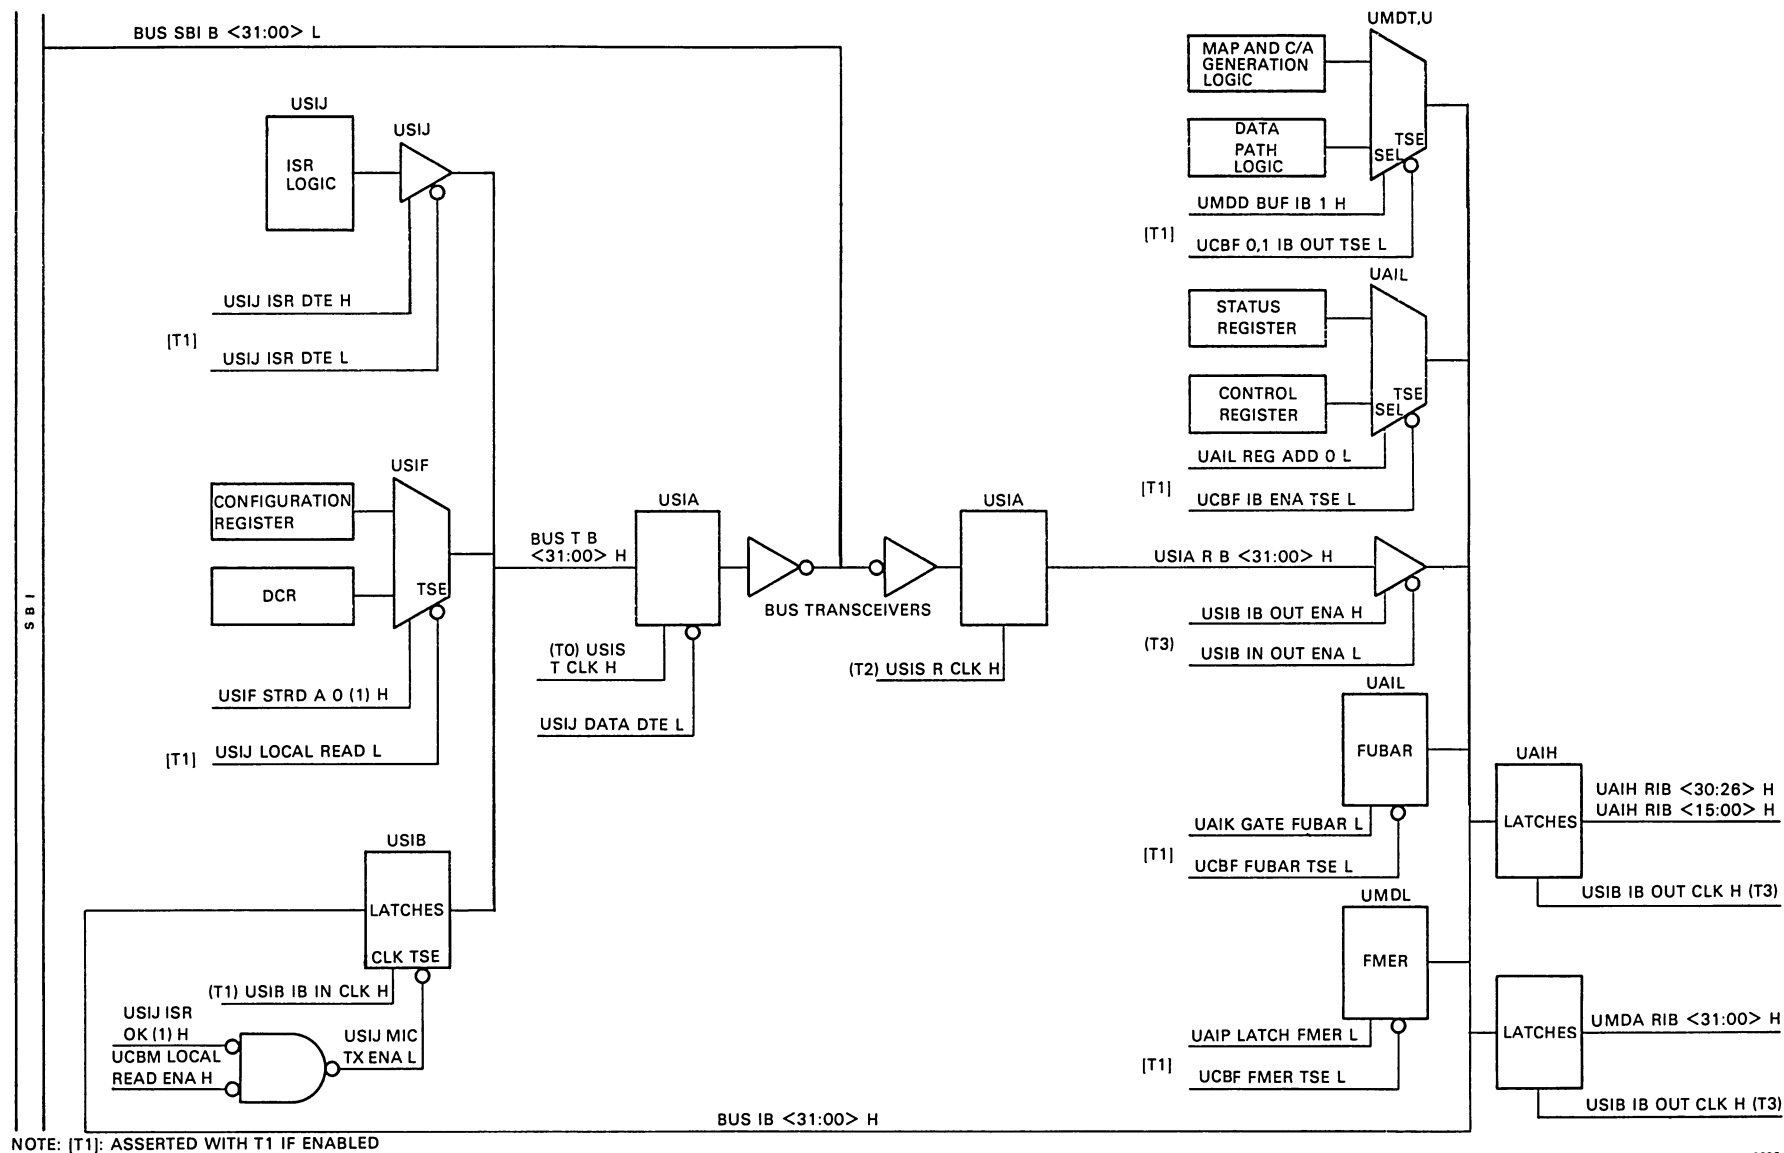 BUS SBI B <31:00> L
SBI
USIJ
ISR
LOGIC
USIJ
USIJ ISR DTE H
[T1]
USIJ ISR DTE L
USIF
CONFIGURATION
REGISTER
DCR
TSE
USIF STRD A 0 (1) H
[T1]
USIJ LOCAL READ L
USIB
LATCHES
CLK TSE
(T1) USIB IB IN CLK H
USIJ ISR
OK (1) H
UCBM LOCAL
READ ENA H
USIJ MIC
TX ENA L
BUS T B
<31:00> H
USIA
(T0) USIS
T CLK H
USIJ DATA DTE L
BUS TRANSCEIVERS
USIA
(T2) USIS R CLK H
UMDT,U
MAP AND C/A
GENERATION
LOGIC
DATA
PATH
LOGIC
TSE
SEL
UMDD BUF IB 1 H
[T1]
UCBF 0,1 IB OUT TSE L
UAIL
STATUS
REGISTER
CONTROL
REGISTER
TSE
SEL
UAIL REG ADD 0 L
[T1]
UCBF IB ENA TSE L
USIA R B <31:00> H
USIB IB OUT ENA H
(T3)
USIB IN OUT ENA L
UAIL
FUBAR
UAIK GATE FUBAR L
[T1]
UCBF FUBAR TSE L
UMDL
FMER
UAIP LATCH FMER L
[T1]
UCBF FMER TSE L
UAIH
LATCHES
UAIH RIB <30:26> H
UAIH RIB <15:00> H
USIB IB OUT CLK H (T3)
LATCHES
UMDA RIB <31:00> H
USIB IB OUT CLK H (T3)
BUS IB <31:00> H
NOTE: [T1]: ASSERTED WITH T1 IF ENABLED